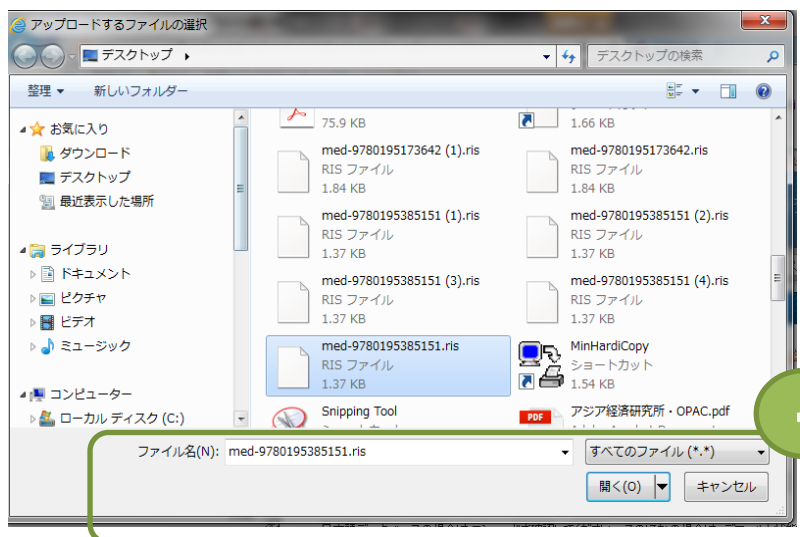 アップロードするファイルの選択
デスクトップ
デスクトップの検索
整理
新しいフォルダー
お気に入り
ダウンロード
デスクトップ
最近表示した場所
ライブラリ
ドキュメント
ピクチャ
ビデオ
ミュージック
コンピューター
ローカル ディスク (C:)
75.9 KB
1.66 KB
med-9780195173642 (1).ris
RIS ファイル
1.84 KB
med-9780195173642.ris
RIS ファイル
1.84 KB
med-9780195385151 (1).ris
RIS ファイル
1.37 KB
med-9780195385151 (2).ris
RIS ファイル
1.37 KB
med-9780195385151 (3).ris
RIS ファイル
1.37 KB
med-9780195385151 (4).ris
RIS ファイル
1.37 KB
med-9780195385151.ris
RIS ファイル
1.37 KB
MinHardiCopy
ショートカット
1.54 KB
Snipping Tool
PDF
アジア経済研究所・OPAC.pdf
ファイル名(N):
med-9780195385151.ris
すべてのファイル (*.*)
開く(O)
キャンセル